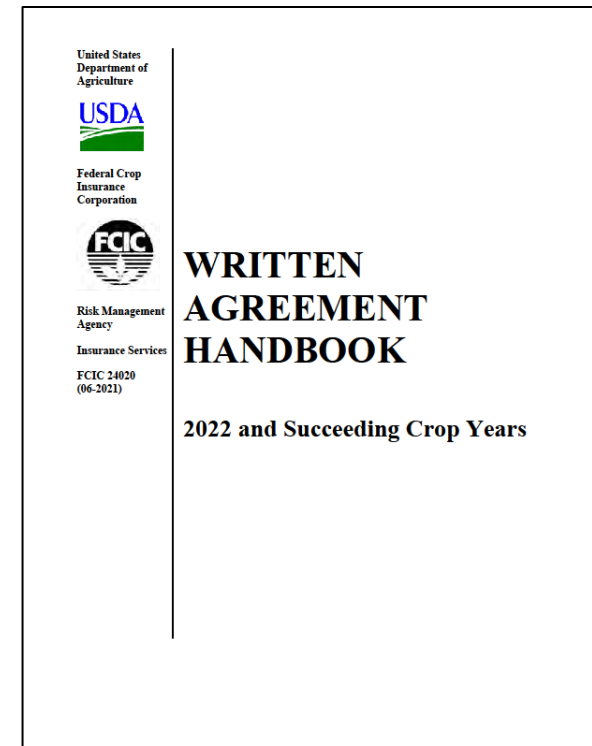 United States
Department of
Agriculture
USDA
Federal Crop
Insurance
Corporation
FCIC
Risk Management
Agency
Insurance Services
FCIC 24020
(06-2021)
WRITTEN
AGREEMENT
HANDBOOK
2022 and Succeeding Crop Years